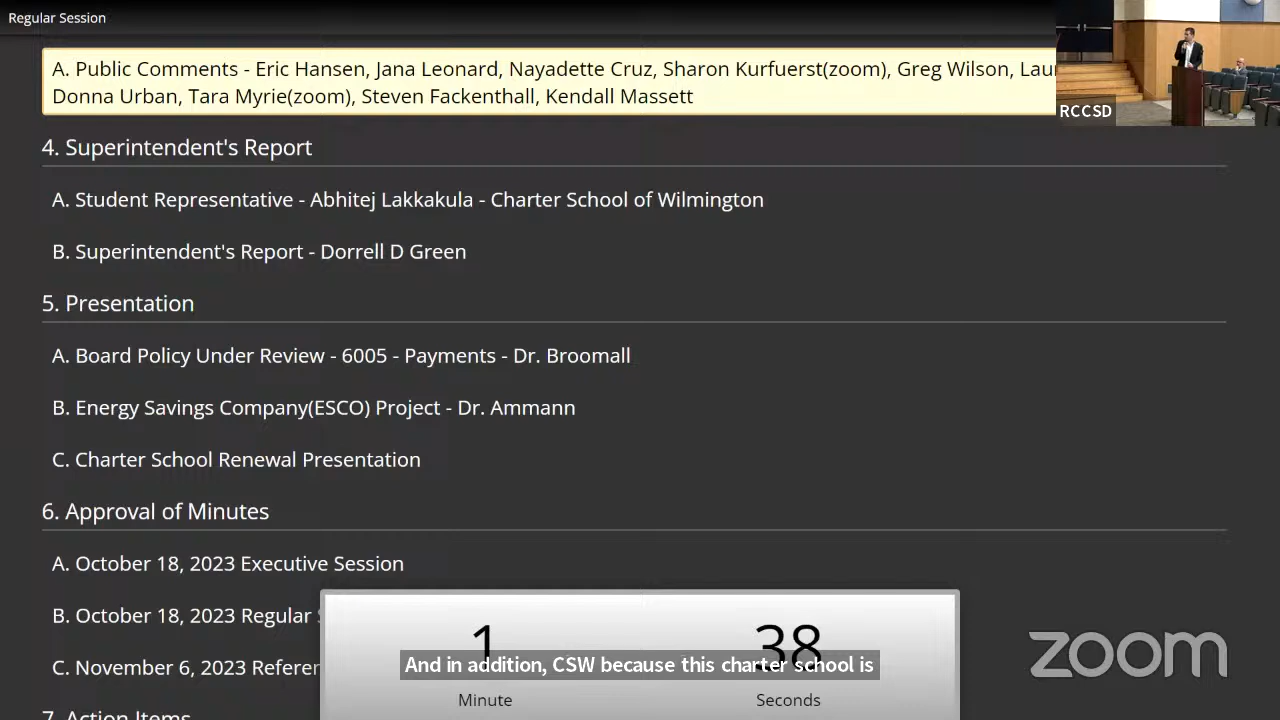 Regular Session
A. Public Comments - Eric Hansen, Jana Leonard, Nayadette Cruz, Sharon Kurfuerst(zoom), Greg Wilson,
Donna Urban, Tara Myrie(zoom), Steven Fackenthall, Kendall Massett
RCCSD
4. Superintendent's Report
A. Student Representative - Abhitej Lakkakula - Charter School of Wilmington
B. Superintendent's Report - Dorrell D Green
5. Presentation
A. Board Policy Under Review - 6005 - Payments - Dr. Broomall
B. Energy Savings Company(ESCO) Project - Dr. Ammann
C. Charter School Renewal Presentation
6. Approval of Minutes
A. October 18, 2023 Executive Session
B. October 18, 2023 Regular
C. November 6, 2023
7. Action Items
1 38
And in addition, CSW because this charter school is
Minute Seconds
zoom